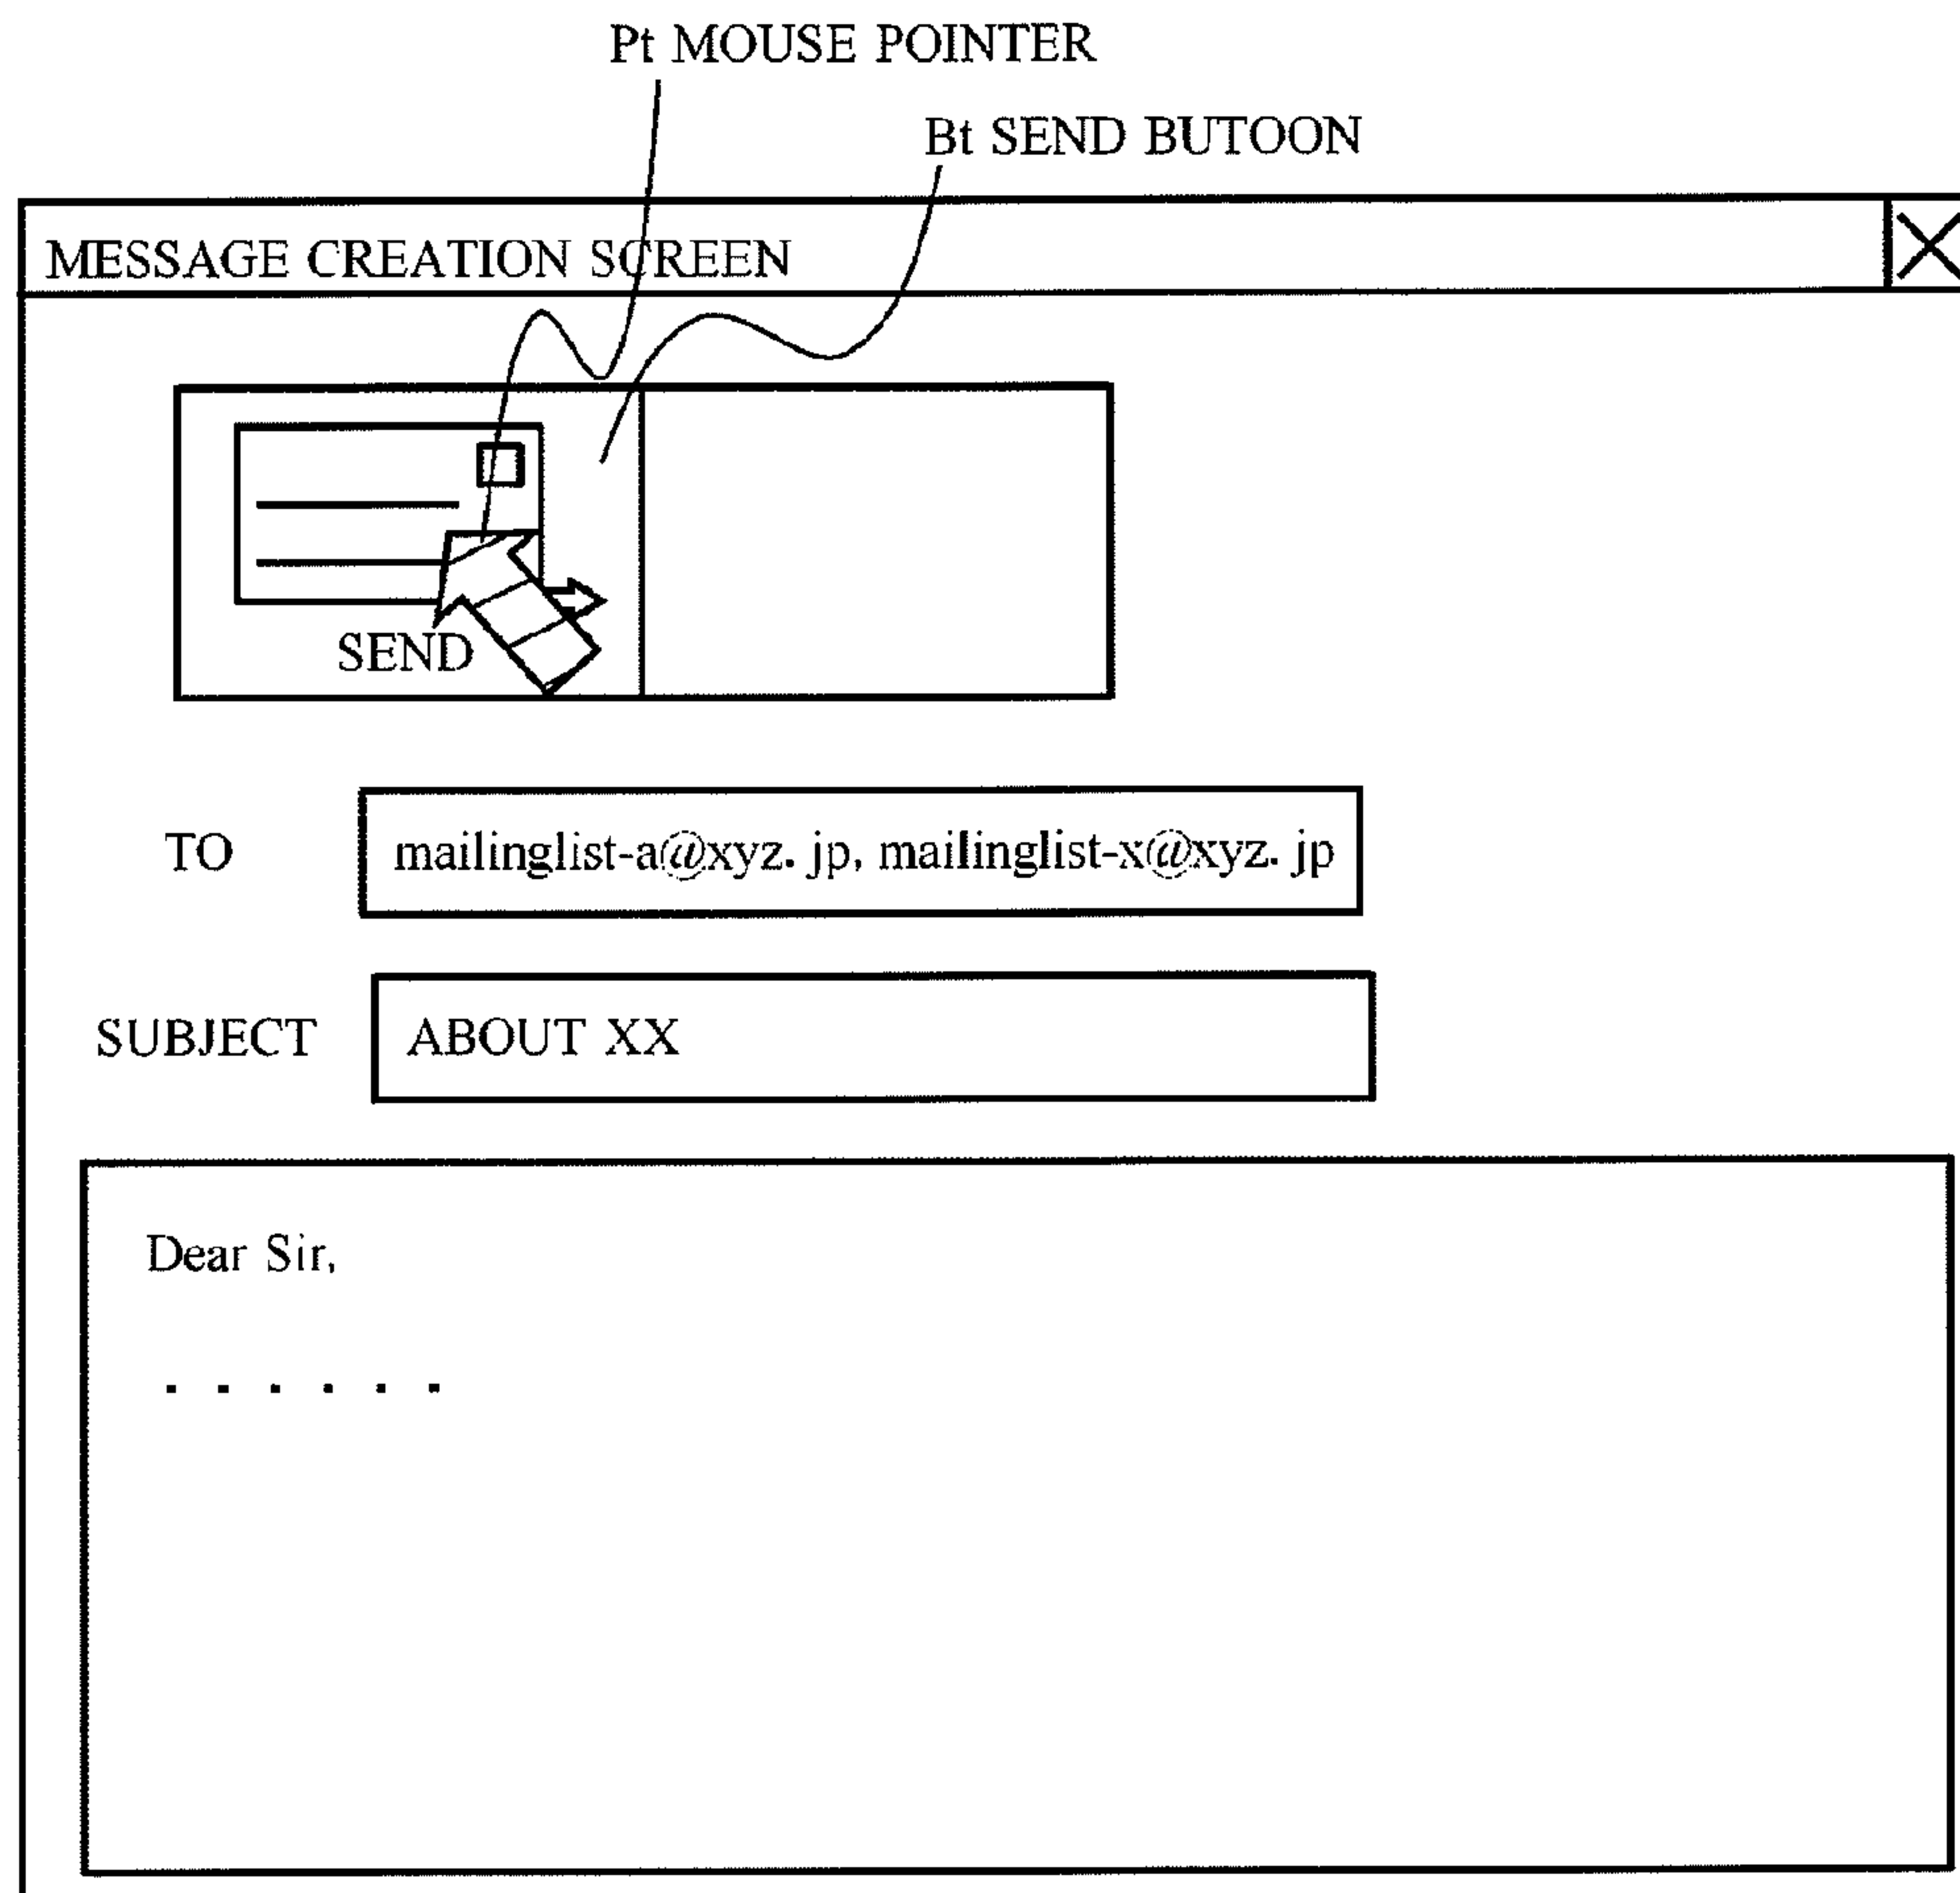 Pt MOUSE POINTER
Bt SEND BUTOON
MESSAGE CREATION SCREEN
SEND
TO mailinglist-a@xyz. jp, mailinglist-x@xyz. jp
SUBJECT ABOUT XX
Dear Sir,
. . . . . .